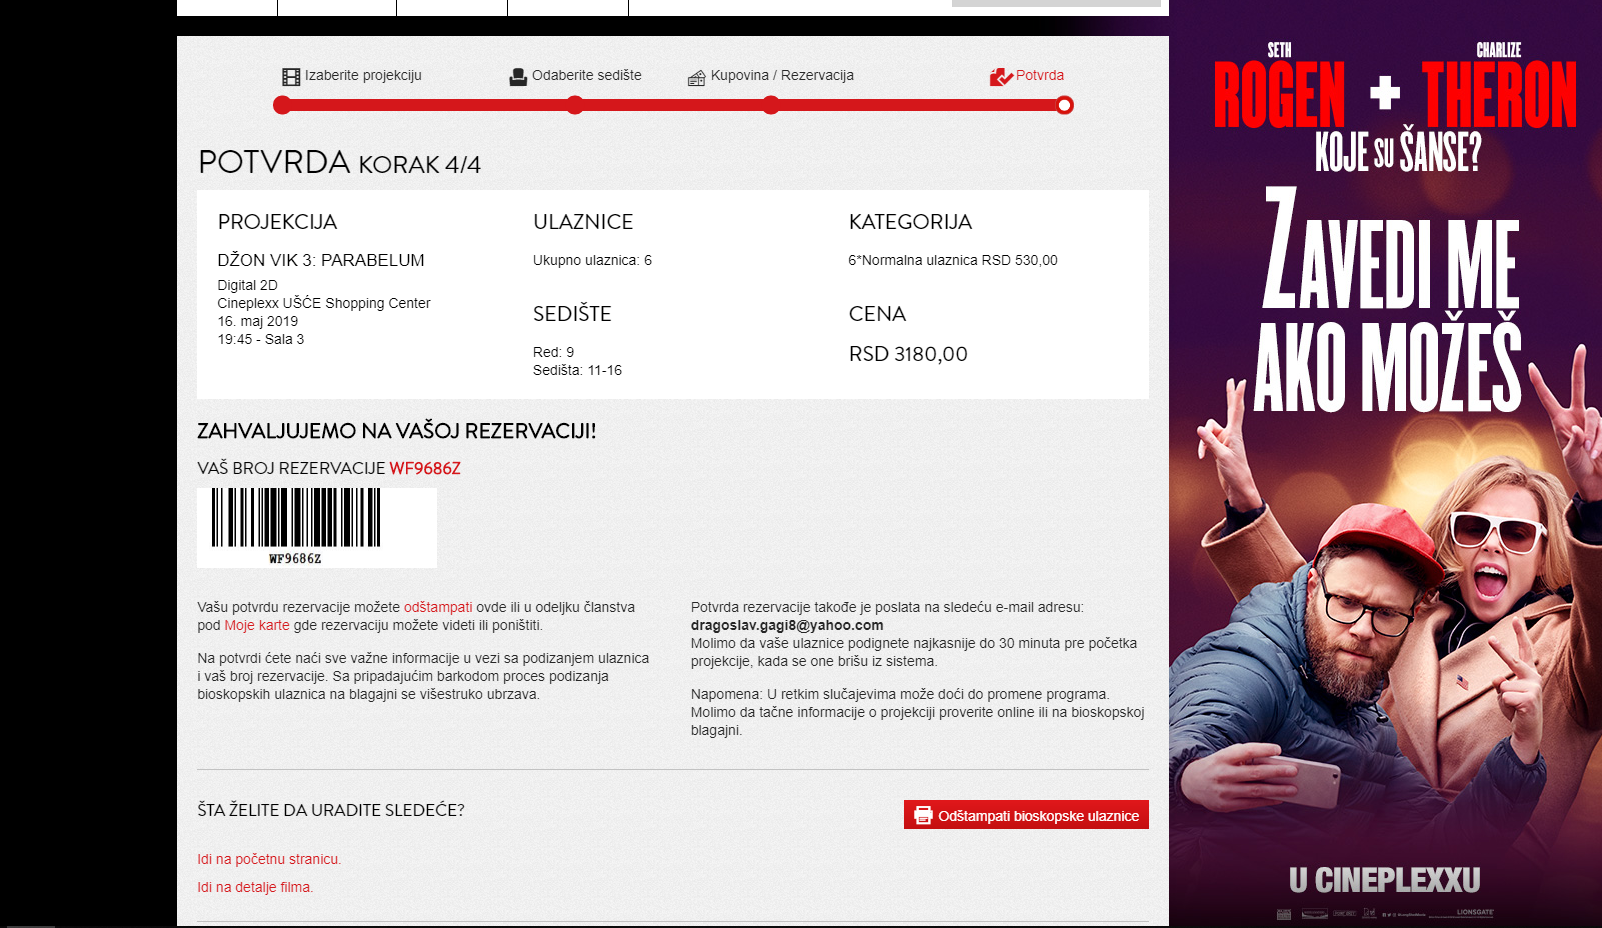 Izaberite projekciju
Odaberite sedište
Kupovina / Rezervacija
Potvrda
POTVRDA KORAK 4/4
PROJEKCIJA
DŽON VIK 3: PARABELUM
Digital 2D
Cineplexx UŠĆE Shopping Center
16. maj 2019
19:45 - Sala 3
ULAZNICE
Ukupno ulaznica: 6
SEDIŠTE
Red: 9
Sedišta: 11-16
KATEGORIJA
6*Normalna ulaznica RSD 530,00
CENA
RSD 3180,00
ZAHVALJUJEMO NA VAŠOJ REZERVACIJI!
VAŠ BROJ REZERVACIJE WF9686Z
WF9686Z
Vašu potvrdu rezervacije možete odštampati ovde ili u odeljku članstva
pod Moje karte gde rezervaciju možete videti ili poništiti.
Na potvrdi ćete naći sve važne informacije u vezi sa podizanjem ulaznica
i vaš broj rezervacije. Sa pripadajućim barkodom proces podizanja
bioskopskih ulaznica na blagajni se višestruko ubrzava.
Potvrda rezervacije takođe je poslata na sledeću e-mail adresu:
dragoslav.gagi8@yahoo.com
Molimo da vaše ulaznice podignete najkasnije do 30 minuta pre početka
projekcije, kada se one brišu iz sistema.
Napomena: U retkim slučajevima može doći do promene programa.
Molimo da tačne informacije o projekciji proverite online ili na bioskopskoj
blagajni.
ŠTA ŽELITE DA URADITE SLEDEĆE?
Odštampati bioskopske ulaznice
Idi na početnu stranicu.
Idi na detalje filma.
SETH
ROGEN
+
CHARLIZE
THERON
KOJE SU ŠANSE?
ZAVEDI ME
AKO MOŽEŠ
U CINEPLEXXU
LIONSGATE